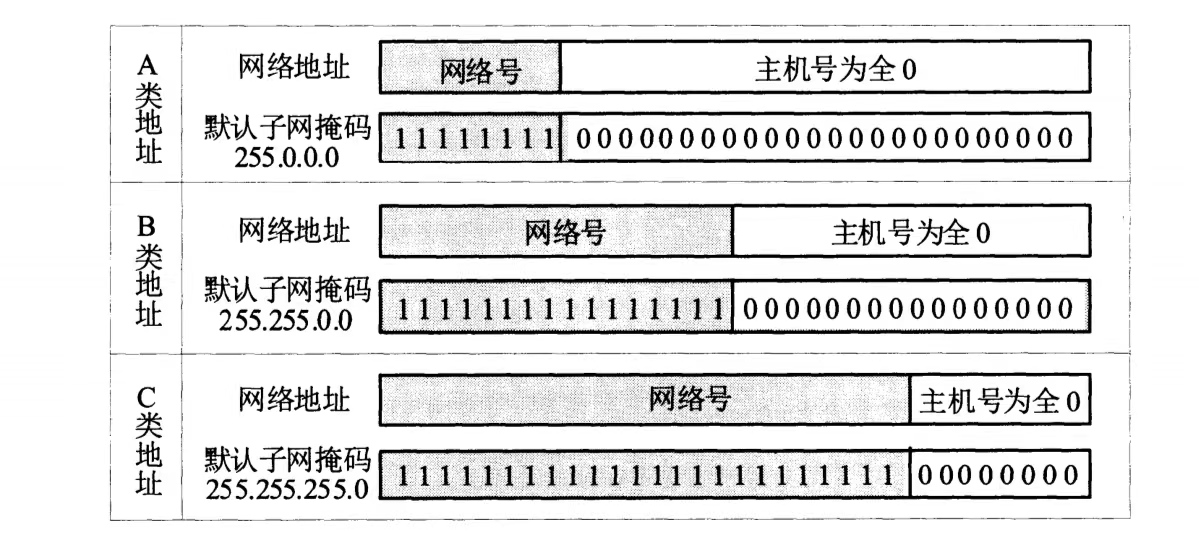 A类地址
网络地址 网络号 主机号为全0
默认子网掩码 11111111 000000000000000000000000
255.0.0.0
B类地址
网络地址 网络号 主机号为全0
默认子网掩码 1111111111111111 0000000000000000
255.255.0.0
C类地址
网络地址 网络号 主机号为全0
默认子网掩码 111111111111111111111111 00000000
255.255.255.0